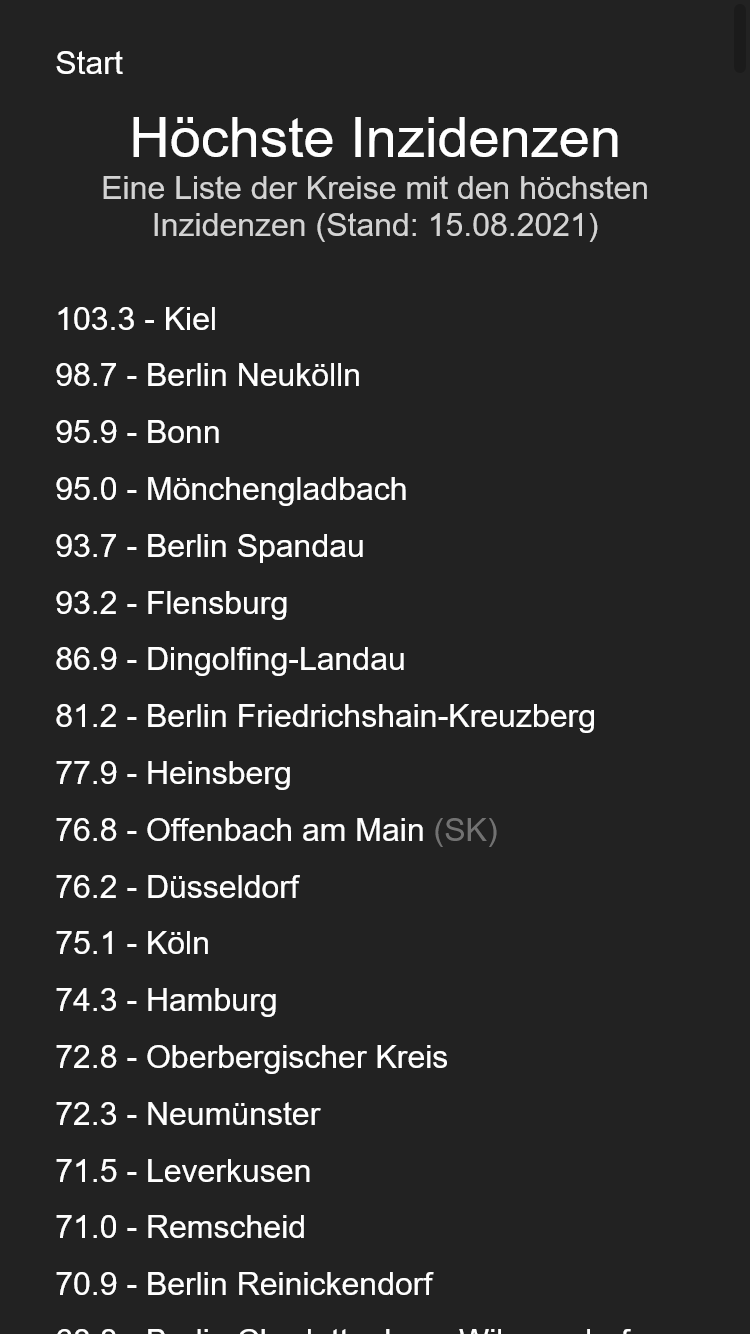 Start
Höchste Inzidenzen
Eine Liste der Kreise mit den höchsten
Inzidenzen (Stand: 15.08.2021)
103.3 - Kiel
98.7 - Berlin Neukölln
95.9 - Bonn
95.0 - Mönchengladbach
93.7 - Berlin Spandau
93.2 - Flensburg
86.9 - Dingolfing-Landau
81.2 - Berlin Friedrichshain-Kreuzberg
77.9 - Heinsberg
76.8 - Offenbach am Main (SK)
76.2 - Düsseldorf
75.1 - Köln
74.3 - Hamburg
72.8 - Oberbergischer Kreis
72.3 - Neumünster
71.5 - Leverkusen
71.0 - Remscheid
70.9 - Berlin Reinickendorf